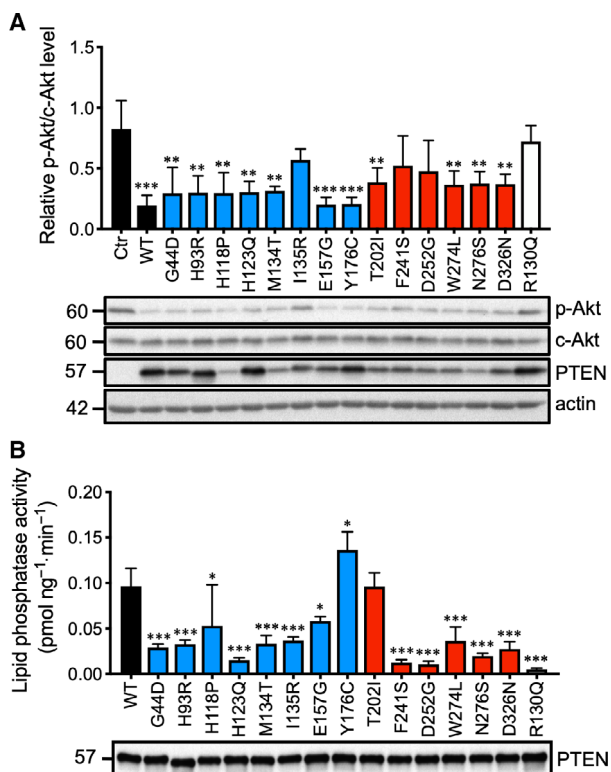 A
Relative p-Akt/c-Akt level
1.5
1.0
0.5
0.0
*** ** ** ** ** ** *** *** ** ** ** **
Ctr WT G44D H93R H118P H123Q M134T I135R E157G Y176C T202I F241S D252G W274L N276S D326N R130Q
60 p-Akt
60 c-Akt
57 PTEN
42 actin
B
Lipid phosphatase activity
(pmol ng⁻¹·min⁻¹)
0.20
0.15
0.10
0.05
0.00
*** *** * *** *** *** * * *** *** *** *** *** ***
WT G44D H93R H118P H123Q M134T I135R E157G Y176C T202I F241S D252G W274L N276S D326N R130Q
57 PTEN